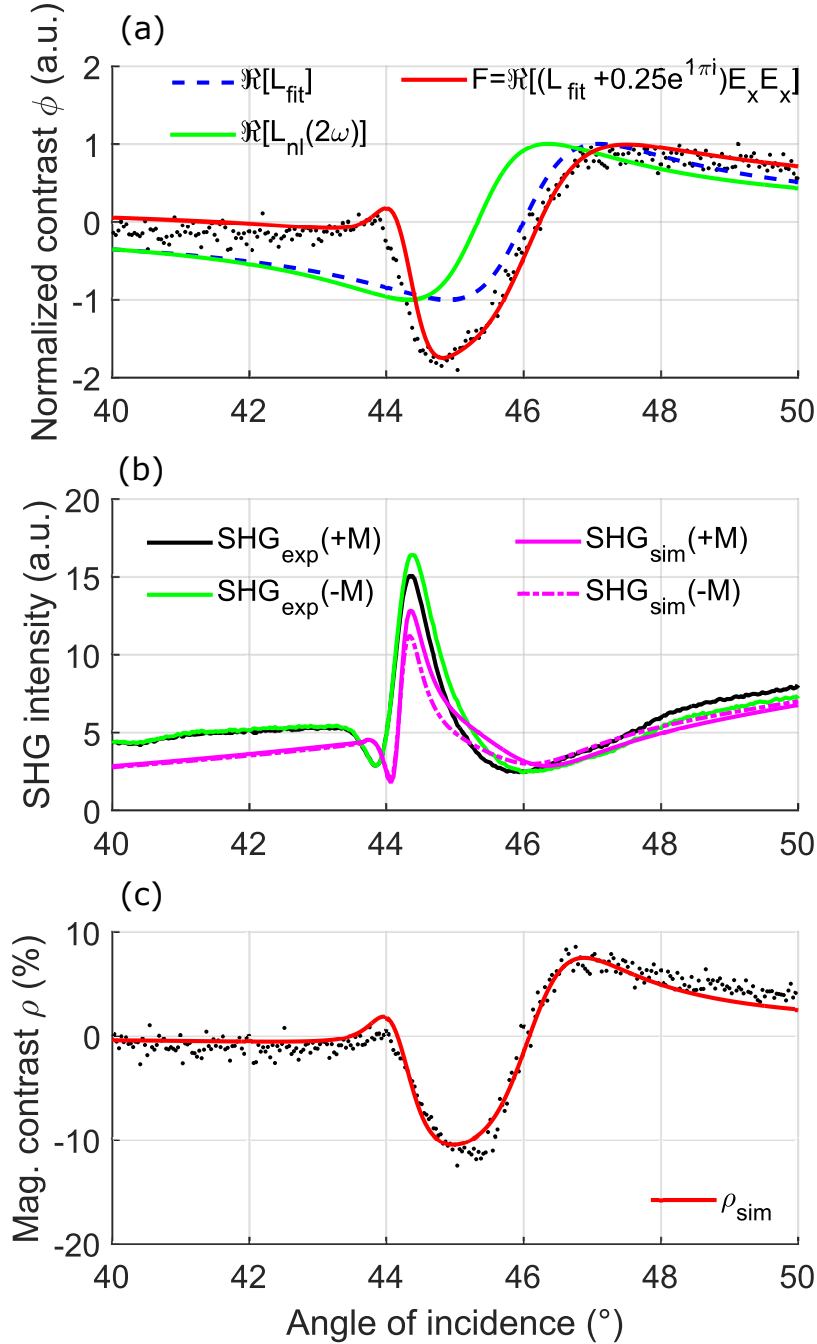 (a)
Normalized contrast ϕ (a.u.)
2
1
0
-1
-2
ℜ[L_fit]
F=ℜ[(L_fit +0.25e^1πi)E_xE_x]
ℜ[L_nl(2ω)]
40 42 44 46 48 50
(b)
SHG intensity (a.u.)
20
15
10
5
0
SHG_exp(+M)
SHG_sim(+M)
SHG_exp(-M)
SHG_sim(-M)
40 42 44 46 48 50
(c)
Mag. contrast ρ (%)
10
0
-10
-20
ρ_sim
40 42 44 46 48 50
Angle of incidence (°)